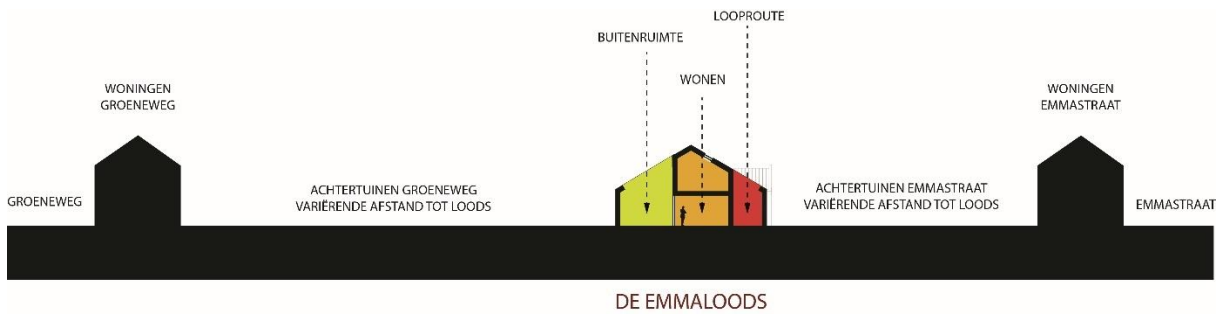 LOOPROUTE
BUITENRUIMTE
WONEN
WONINGEN
GROENEWEG
WONINGEN
EMMASTRAAT
GROENEWEG
ACHTERTUINEN GROENEWEG
VARIËRENDE AFSTAND TOT LOODS
ACHTERTUINEN EMMASTRAAT
VARIËRENDE AFSTAND TOT LOODS
EMMASTRAAT
DE EMMALOODS